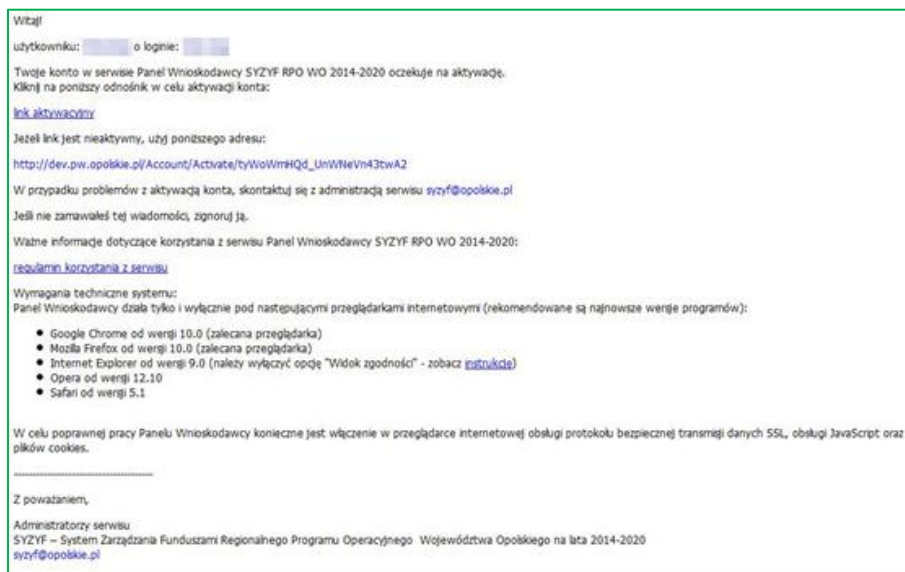 Witaj!
użytkowniku: o loginie:
Twoje konto w serwisie Panel Wnioskodawcy SYZYF RPO WO 2014-2020 oczekuje na aktywację.
Kliknij na poniższy odnośnik w celu aktywacji konta:
link aktywacyjny
Jeżeli link jest nieaktywny, użyj poniższego adresu:
http://dev.pw.opolskie.pl/Account/Activate/tyWoWmHQd_UnWNeVn43twA2
W przypadku problemów z aktywacją konta, skontaktuj się z administracją serwisu syzyf@opolskie.pl
Jeśli nie zamawiałeś tej wiadomości, zignoruj ją.
Ważne informacje dotyczące korzystania z serwisu Panel Wnioskodawcy SYZYF RPO WO 2014-2020:
regulamin korzystania z serwisu
Wymagania techniczne systemu:
Panel Wnioskodawcy działa tylko i wyłącznie pod następującymi przeglądarkami internetowymi (rekomendowane są najnowsze wersje programów):
● Google Chrome od wersji 10.0 (zalecana przeglądarka)
● Mozilla Firefox od wersji 10.0 (zalecana przeglądarka)
● Internet Explorer od wersji 9.0 (należy wyłączyć opcję "Widok zgodności" - zobacz instrukcję)
● Opera od wersji 12.10
● Safari od wersji 5.1
W celu poprawnej pracy Panelu Wnioskodawcy konieczne jest włączenie w przeglądarce internetowej obsługi protokołu bezpiecznej transmisji danych SSL, obsługi JavaScript oraz
plików cookies.
------------------------------------
Z poważaniem,
Administratorzy serwisu
SYZYF – System Zarządzania Funduszami Regionalnego Programu Operacyjnego Województwa Opolskiego na lata 2014-2020
syzyf@opolskie.pl